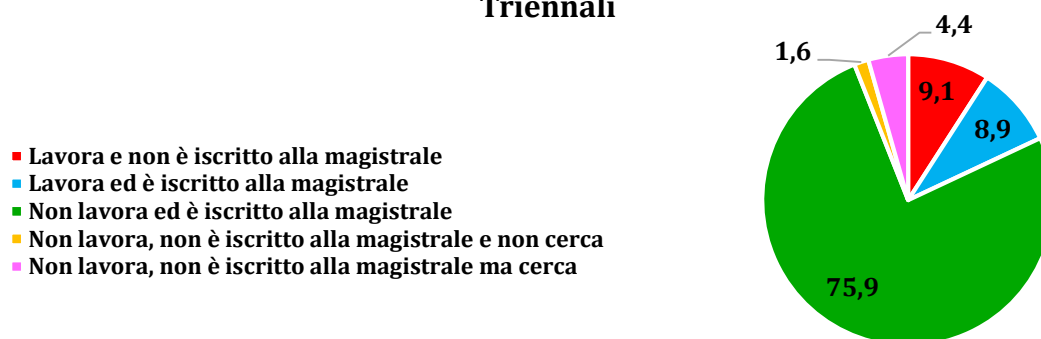 Triennali
4,4
1,6
9,1
8,9
Lavora e non è iscritto alla magistrale
Lavora ed è iscritto alla magistrale
Non lavora ed è iscritto alla magistrale
Non lavora, non è iscritto alla magistrale e non cerca
Non lavora, non è iscritto alla magistrale ma cerca
75,9